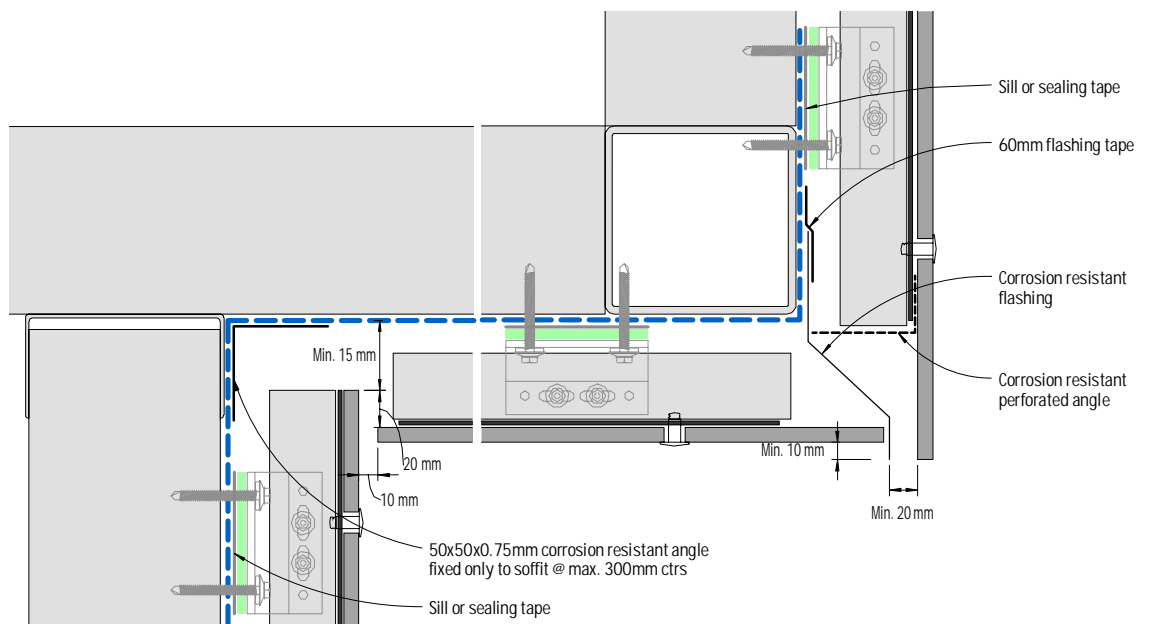 Sill or sealing tape
60mm flashing tape
Corrosion resistant
flashing
Min. 15 mm
Corrosion resistant
perforated angle
Min. 10 mm
20 mm
10 mm
Min. 20 mm
50x50x0.75mm corrosion resistant angle
fixed only to soffit @ max. 300mm ctrs
Sill or sealing tape